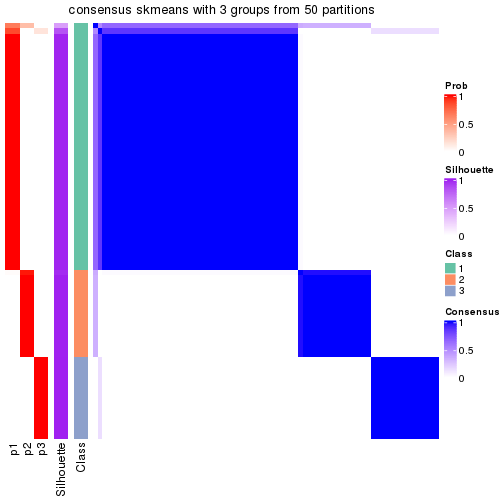 consensus skmeans with 3 groups from 50 partitions
Prob
1
0.5
0
Silhouette
1
0.5
0
Class
1
2
3
Consensus
1
0.5
0
p1
p2
p3
Silhouette
Class